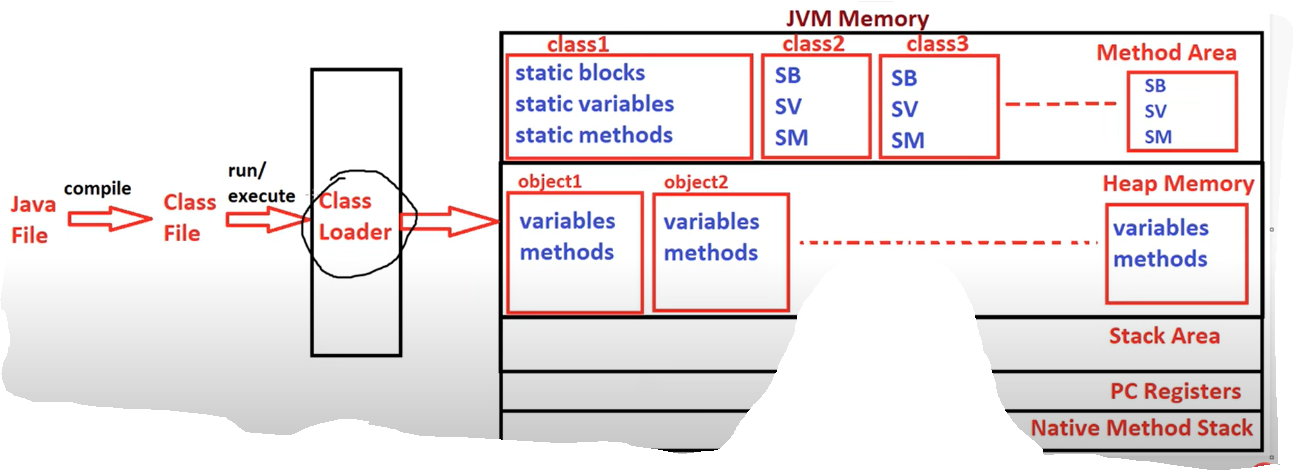 JVM Memory
class1
class2
class3
Method Area
static blocks
static variables
static methods
SB
SV
SM
SB
SV
SM
SB
SV
SM
Java
File
compile
Class
File
run/
execute
Class
Loader
object1
object2
Heap Memory
variables
methods
variables
methods
variables
methods
Stack Area
PC Registers
Native Method Stack